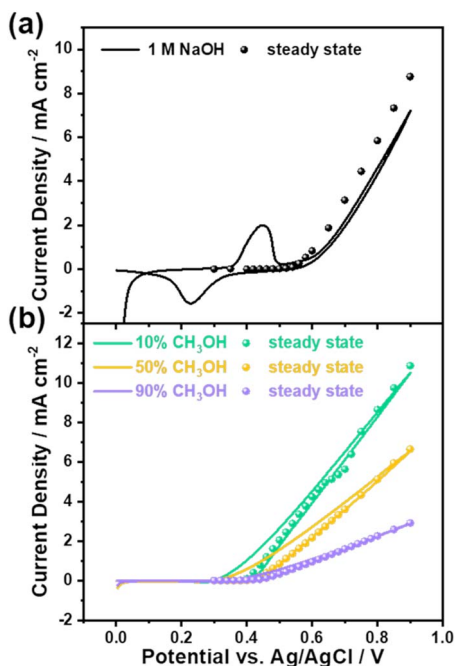 (a)
1 M NaOH steady state
Current Density / mA cm⁻²
10
8
6
4
2
0
-2
(b)
10% CH₃OH steady state
50% CH₃OH steady state
90% CH₃OH steady state
Current Density / mA cm⁻²
12
10
8
6
4
2
0
-2
0.0 0.2 0.4 0.6 0.8 1.0
Potential vs. Ag/AgCl / V